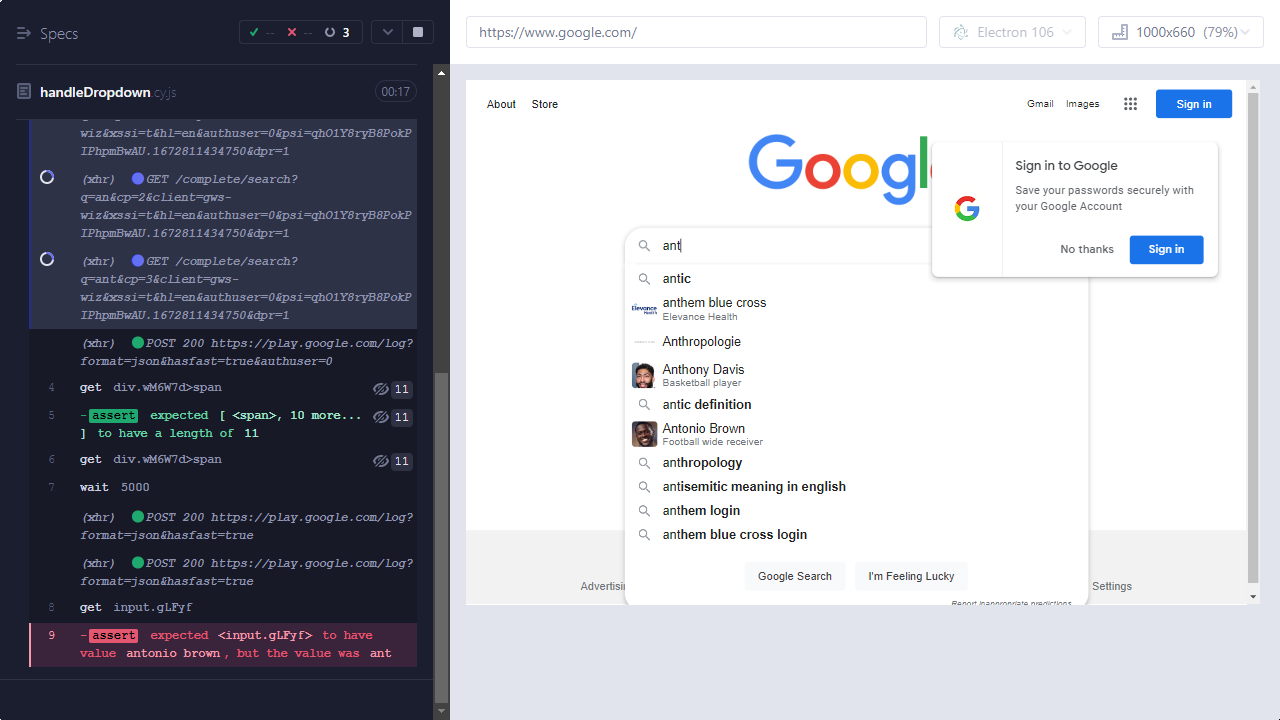 Specs
-- -- 3
https://www.google.com/
Electron 106
1000x660 (79%)
handleDropdown.cy.js
00:17
wiz&xssi=t&hl=en&authuser=0&psi=qhO1Y8ryB8PokP
IPhpmBwAU.1672811434750&dpr=1
(xhr) GET /complete/search?
q=an&cp=2&client=gws-
wiz&xssi=t&hl=en&authuser=0&psi=qhO1Y8ryB8PokP
IPhpmBwAU.1672811434750&dpr=1
(xhr) GET /complete/search?
q=ant&cp=3&client=gws-
wiz&xssi=t&hl=en&authuser=0&psi=qhO1Y8ryB8PokP
IPhpmBwAU.1672811434750&dpr=1
(xhr) POST 200 https://play.google.com/log?
format=json&hasfast=true&authuser=0
4 get div.wM6W7d>span 11
5 -assert expected [ <span>, 10 more... 11
] to have a length of 11
6 get div.wM6W7d>span 11
7 wait 5000
(xhr) POST 200 https://play.google.com/log?
format=json&hasfast=true
(xhr) POST 200 https://play.google.com/log?
format=json&hasfast=true
8 get input.gLFyf
9 -assert expected <input.gLFyf> to have
value antonio brown, but the value was ant
About Store
Gmail Images
Sign in
Googl
Sign in to Google
Save your passwords securely with
your Google Account
No thanks Sign in
ant
antic
anthem blue cross
Elevance Health
Elevance
Health
Anthropologie
Anthony Davis
Basketball player
antic definition
Antonio Brown
Football wide receiver
anthropology
antisemitic meaning in english
anthem login
anthem blue cross login
Google Search I'm Feeling Lucky
Advertisin
Settings
Report inappropriate predictions